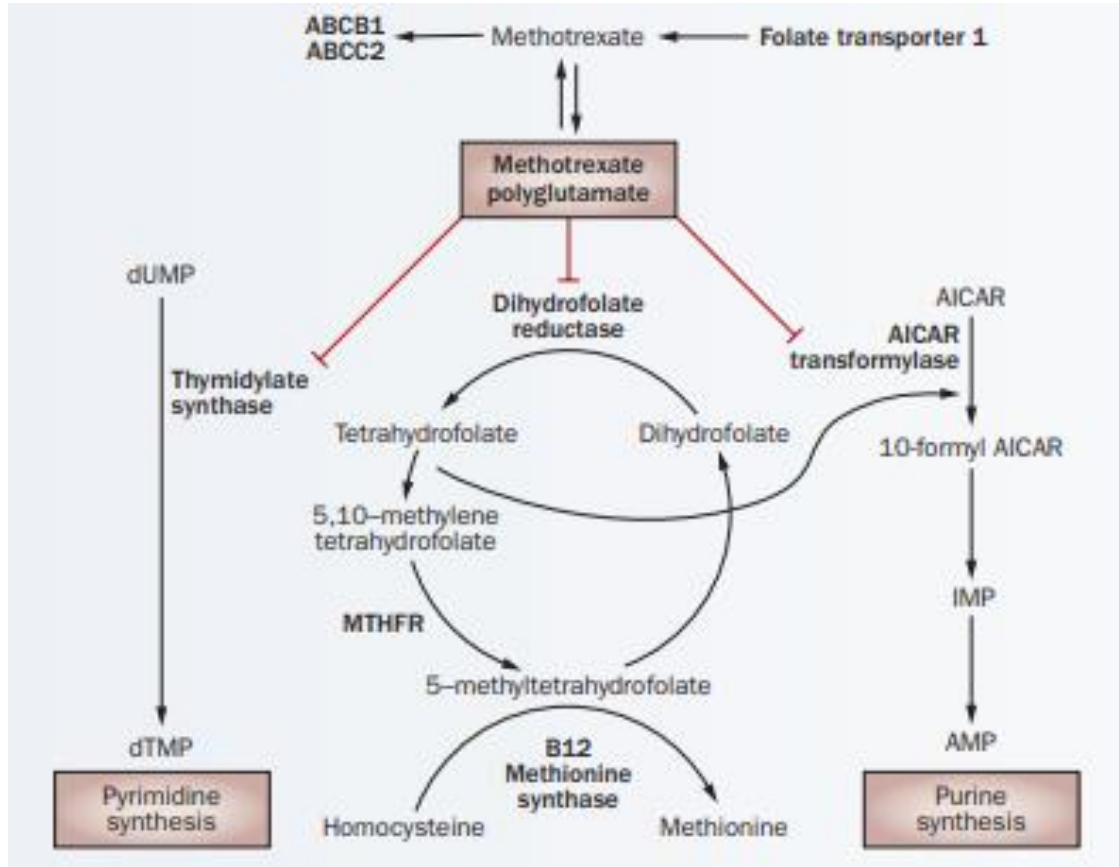 ABCB1
ABCC2
Methotrexate
Folate transporter 1
Methotrexate
polyglutamate
dUMP
Dihydrofolate
reductase
AICAR
AICAR
transformylase
Thymidylate
synthase
Tetrahydrofolate
Dihydrofolate
10-formyl AICAR
5,10–methylene
tetrahydrofolate
IMP
MTHFR
5–methyltetrahydrofolate
dTMP
B12
Methionine
synthase
AMP
Pyrimidine
synthesis
Homocysteine
Methionine
Purine
synthesis